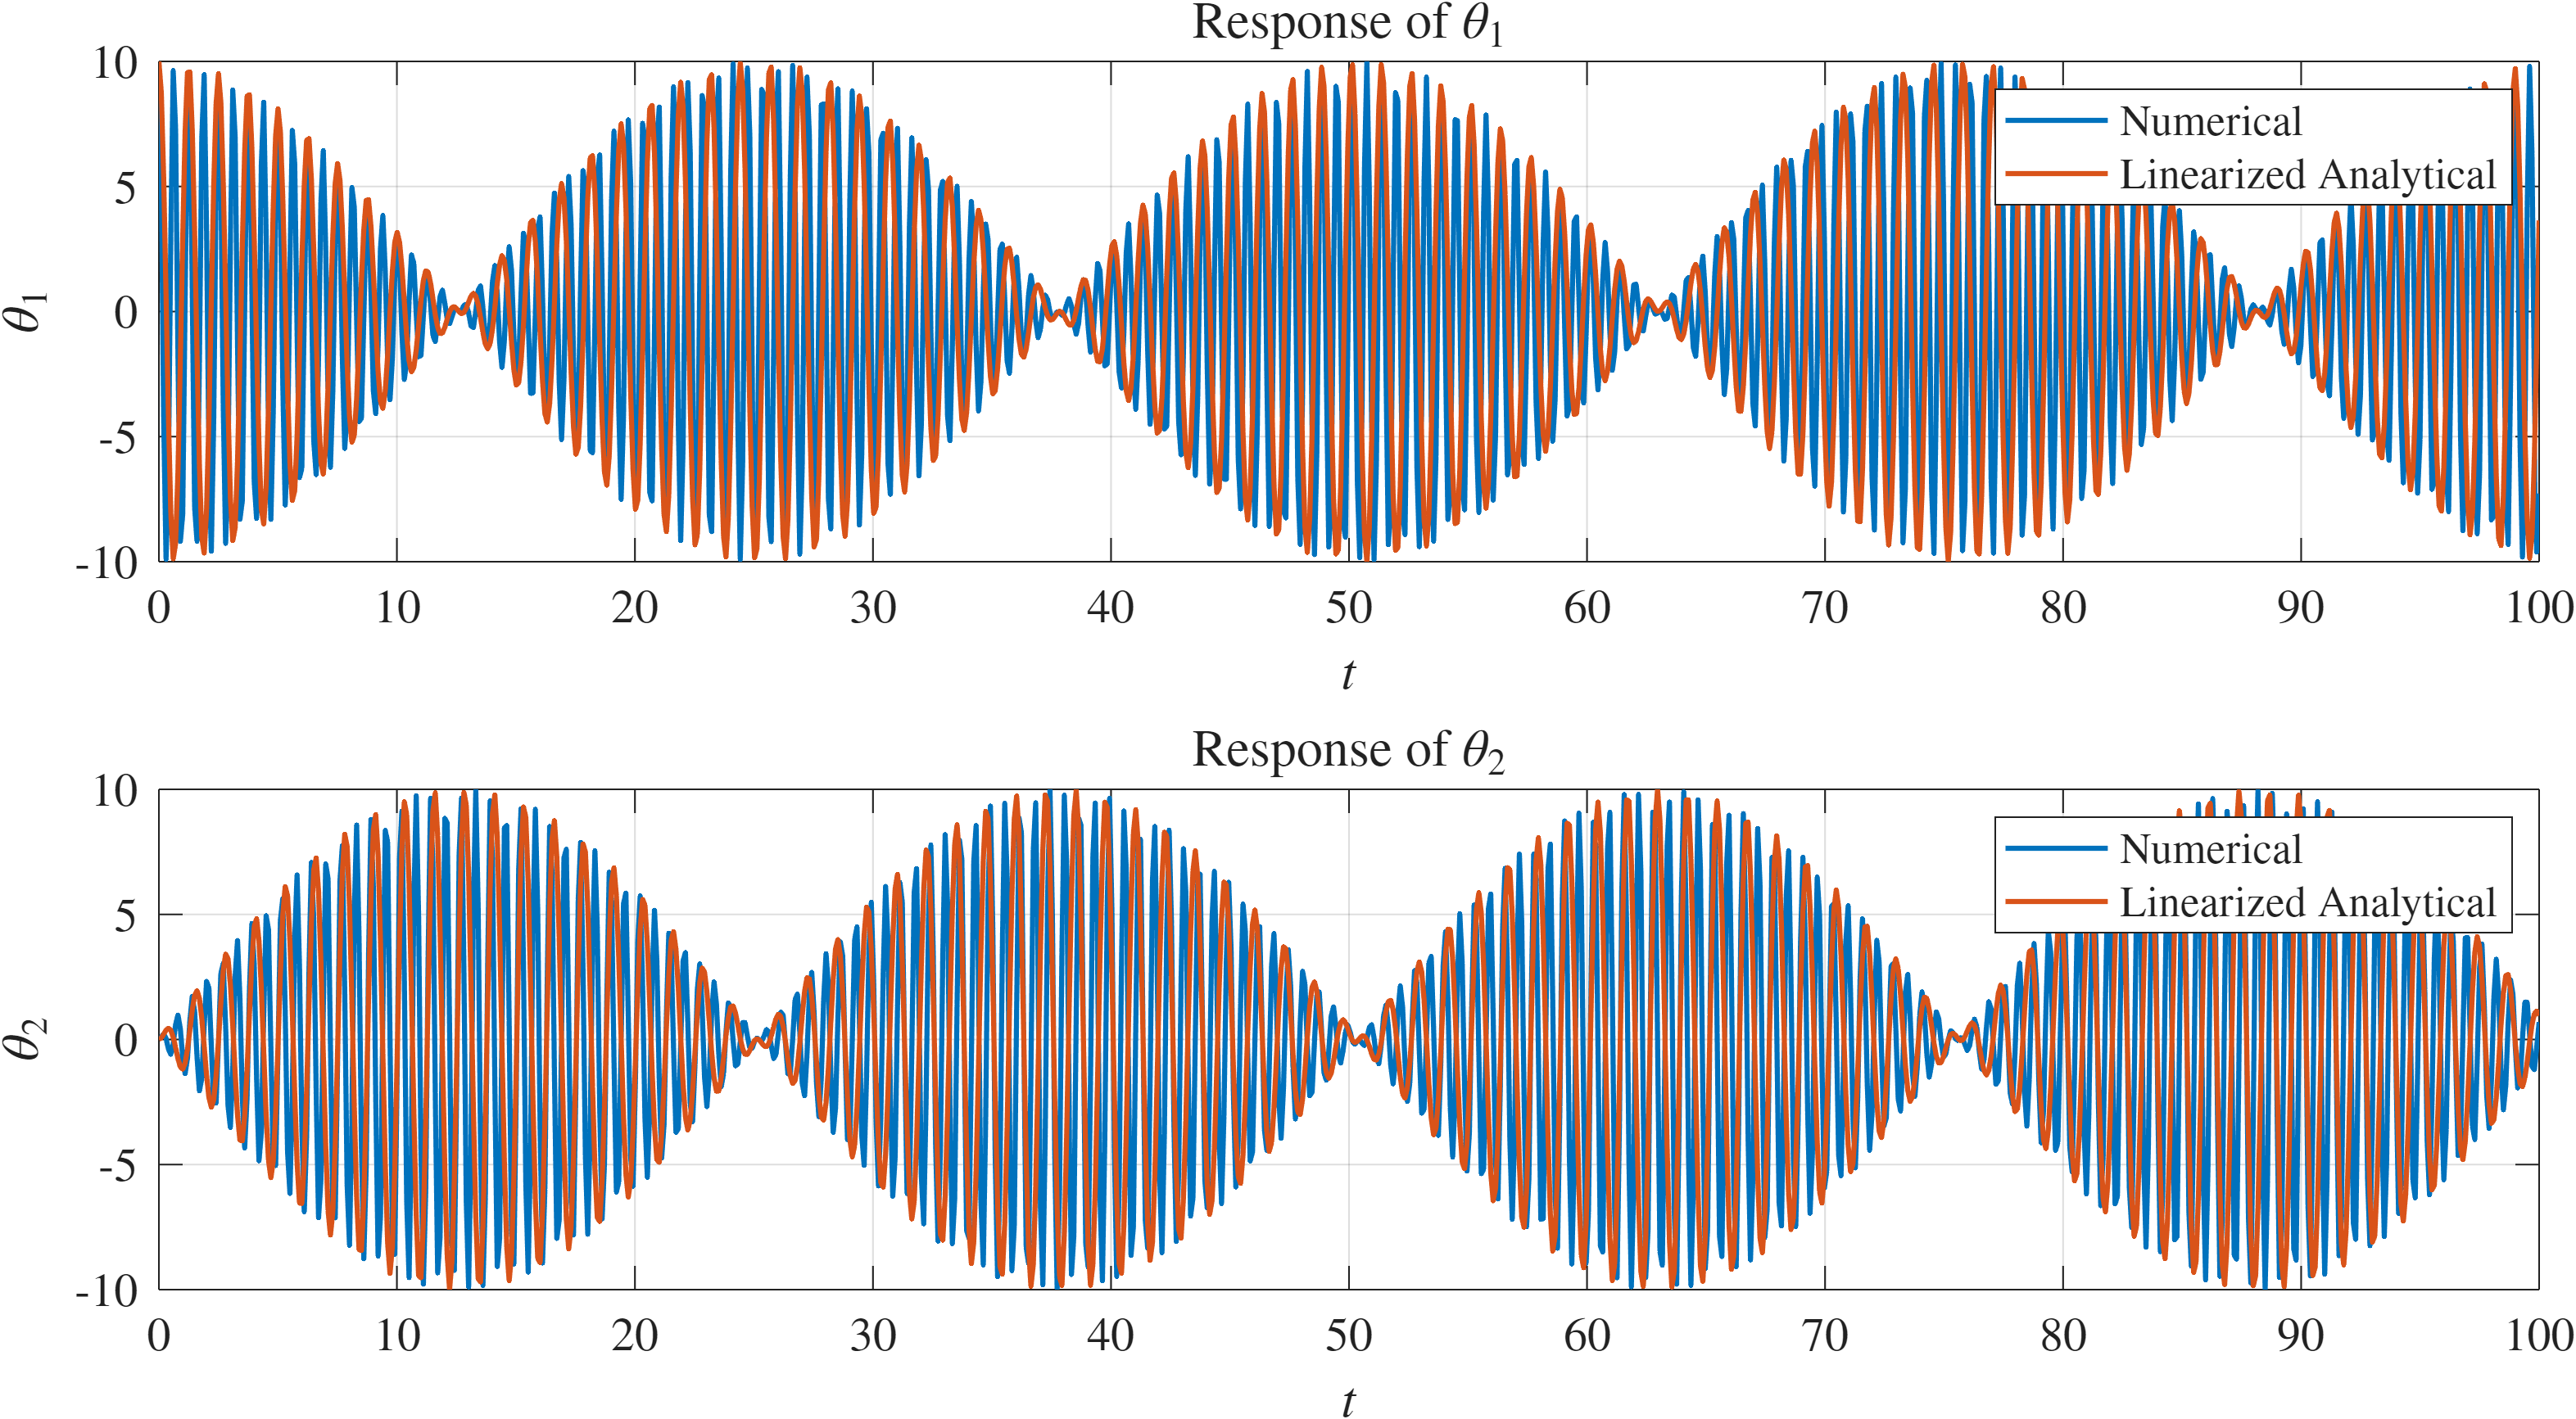 Response of θ1
10
5
0
-5
-10
θ1
Numerical
Linearized Analytical
0 10 20 30 40 50 60 70 80 90 100
t
Response of θ2
10
5
0
-5
-10
θ2
Numerical
Linearized Analytical
0 10 20 30 40 50 60 70 80 90 100
t